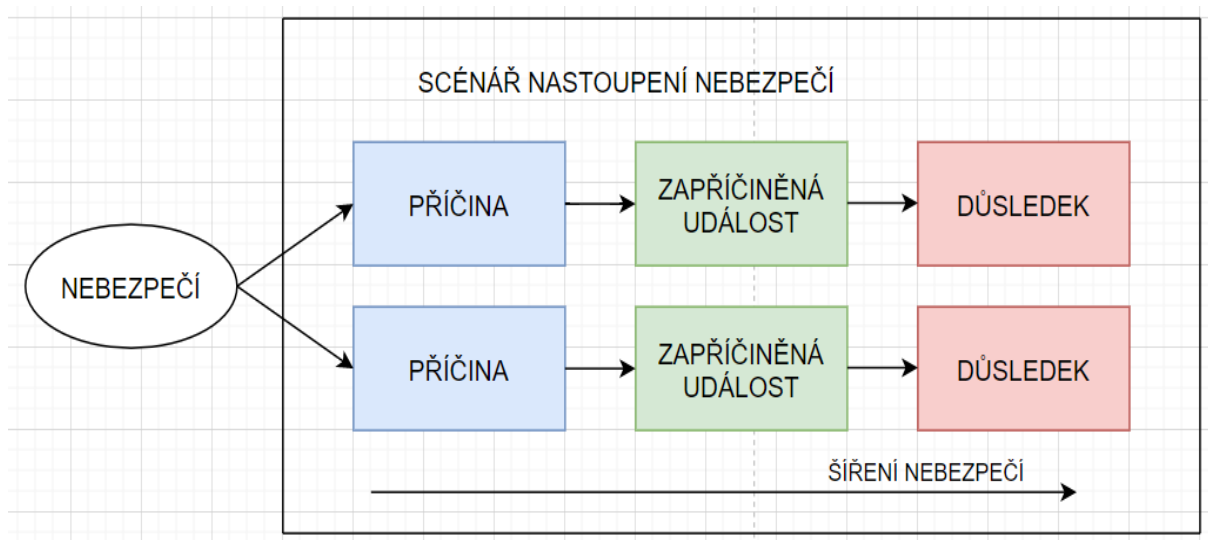 SCÉNÁŘ NASTOUPENÍ NEBEZPEČÍ
NEBEZPEČÍ
PŘÍČINA
ZAPŘÍČINĚNÁ
UDÁLOST
DŮSLEDEK
PŘÍČINA
ZAPŘÍČINĚNÁ
UDÁLOST
DŮSLEDEK
ŠÍŘENÍ NEBEZPEČÍ